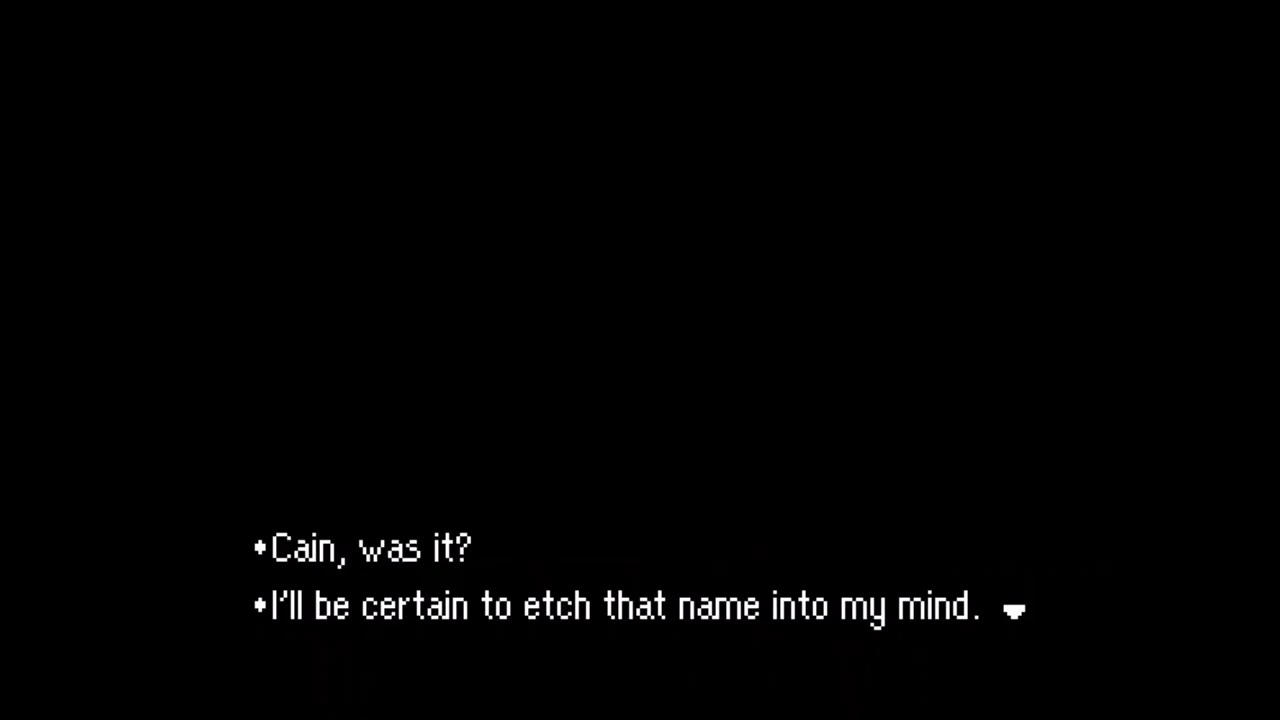 •Cain, was it?
•I'll be certain to etch that name into my mind.